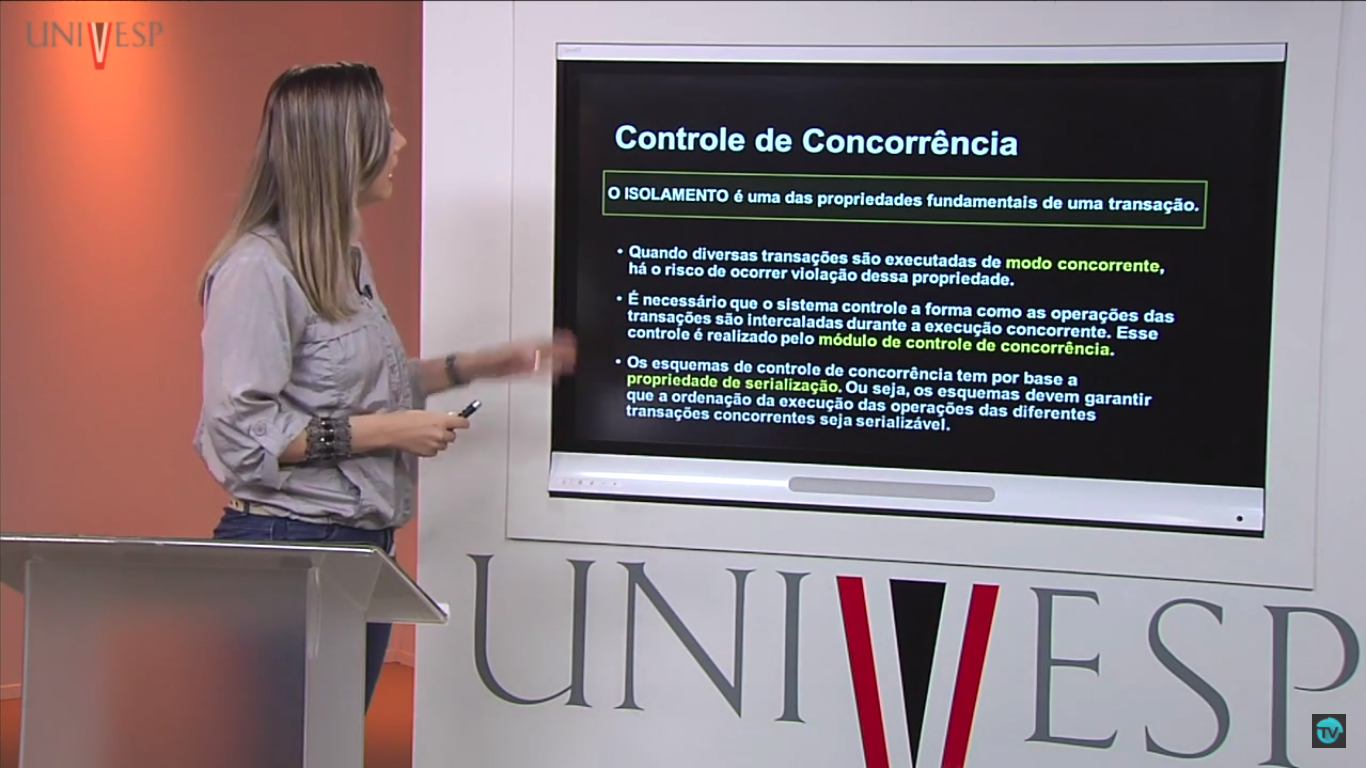 UNIVESP
Controle de Concorrência
O ISOLAMENTO é uma das propriedades fundamentais de uma transação.
• Quando diversas transações são executadas de modo concorrente,
há o risco de ocorrer violação dessa propriedade.
• É necessário que o sistema controle a forma como as operações das
transações são intercaladas durante a execução concorrente. Esse
controle é realizado pelo módulo de controle de concorrência.
• Os esquemas de controle de concorrência tem por base a
propriedade de serialização. Ou seja, os esquemas devem garantir
que a ordenação da execução das operações das diferentes
transações concorrentes seja serializável.
UNIVESP
TV